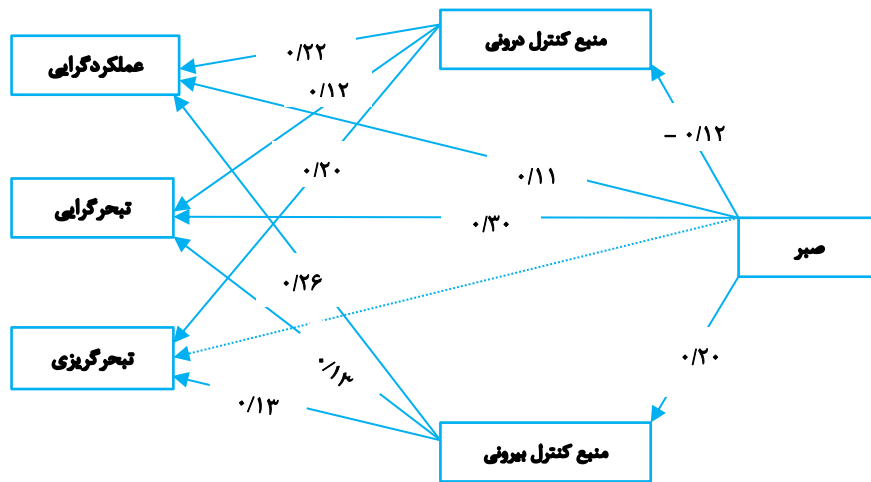 منبع کنترل درونی
عملکردگرایی
۰/۲۲
۰/۱۲
− ۰/۱۲
۰/۲۰
۰/۱۱
تبحرگرایی
۰/۳۰
صبر
۰/۲۶
تبحرگریزی
۰/۱۳
۰/۲۰
۰/۱۳
منبع کنترل بیرونی